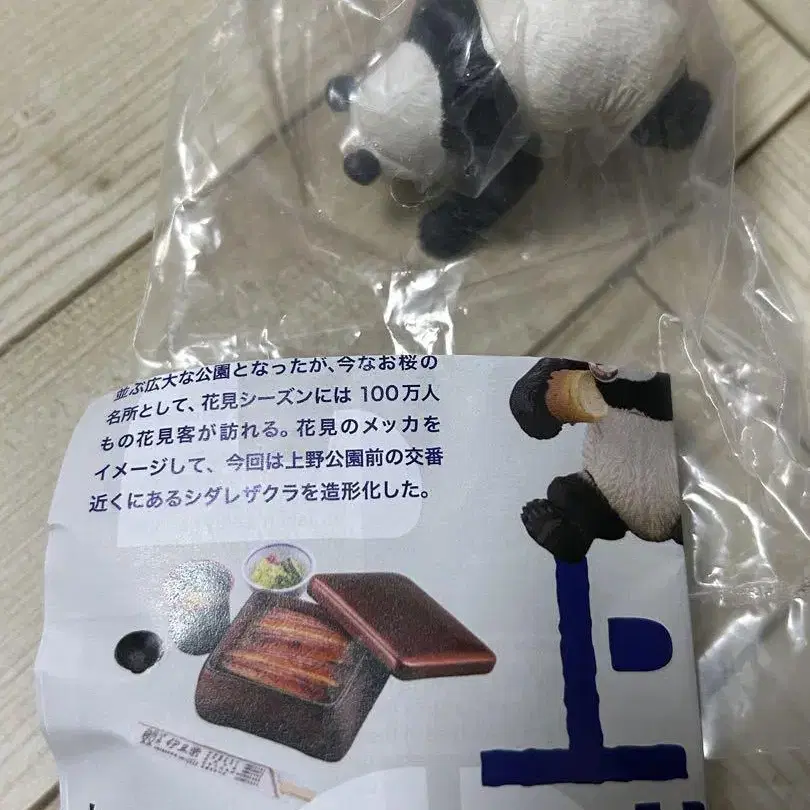 並ぶ広大な公園となったが、今なお桜の
名所として、花見シーズンには 100万人
もの花見客が訪れる。花見のメッカを
イメージして、今回は上野公園前の交番
近くにあるシダレザクラを造形化した。
上